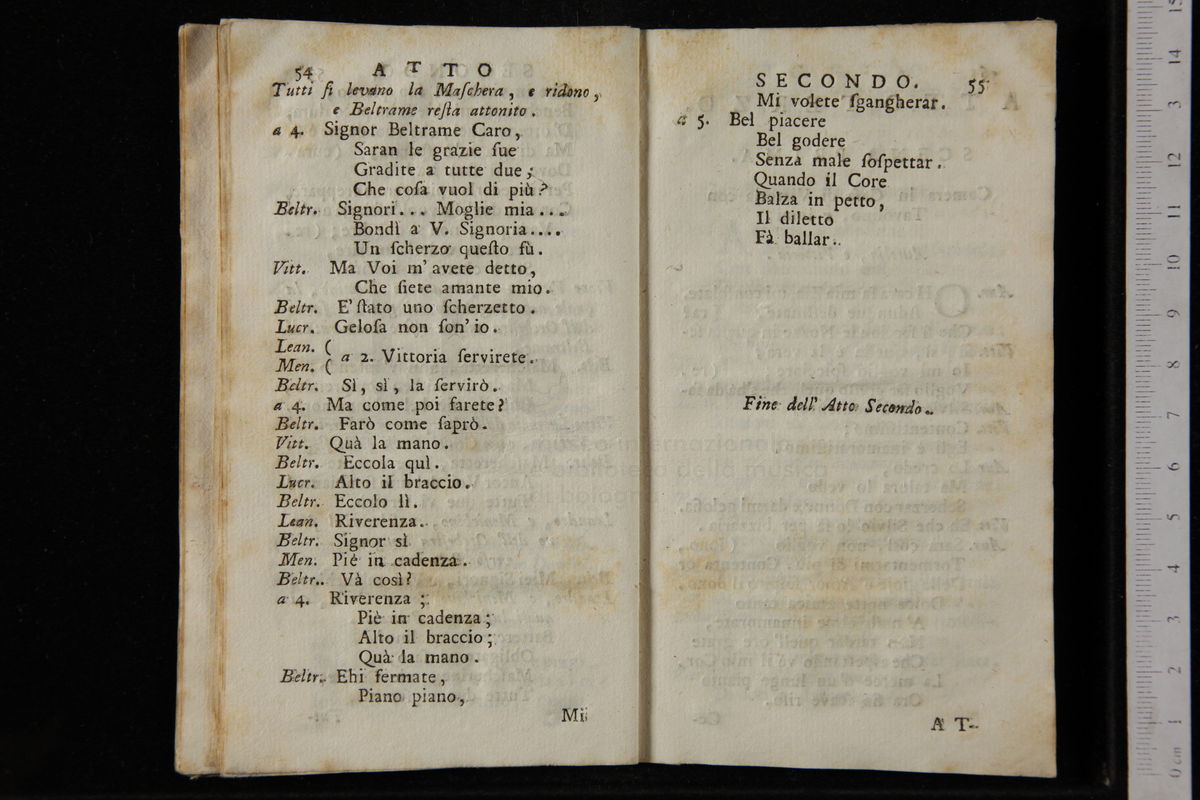 54 ATTO
Tutti ſi levano la Maſchera, e ridono,
e Beltrame reſta attonito.
a 4. Signor Beltrame Caro,
Saran le grazie ſue
Gradite a tutte due;
Che coſa vuol di più?
Beltr. Signori... Moglie mia...
Bondì a V. Signoria....
Un ſcherzo queſto fù.
Vitt. Ma Voi m' avete detto,
Che ſiete amante mio.
Beltr. E' ſtato uno ſcherzetto.
Lucr. Geloſa non ſon' io.
Lean. (
Men. ( a 2. Vittoria ſervirete.
Beltr. Sì, sì, la ſervirò.
a 4. Ma come poi farete?
Beltr. Farò come ſaprò.
Vitt. Quà la mano.
Beltr. Eccola quì.
Lucr. Alto il braccio.
Beltr. Eccolo lì.
Lean. Riverenza.
Beltr. Signor sì
Men. Piè in cadenza.
Beltr. Và così?
a 4. Riverenza;
Piè in cadenza;
Alto il braccio;
Quà la mano.
Beltr. Ehi fermate,
Piano piano,
Mi
SECONDO. 55
Mi volete ſgangherar.
a 5. Bel piacere
Bel godere
Senza male ſoſpettar.
Quando il Core
Balza in petto,
Il diletto
Fà ballar.
Fine dell' Atto Secondo.
AT-